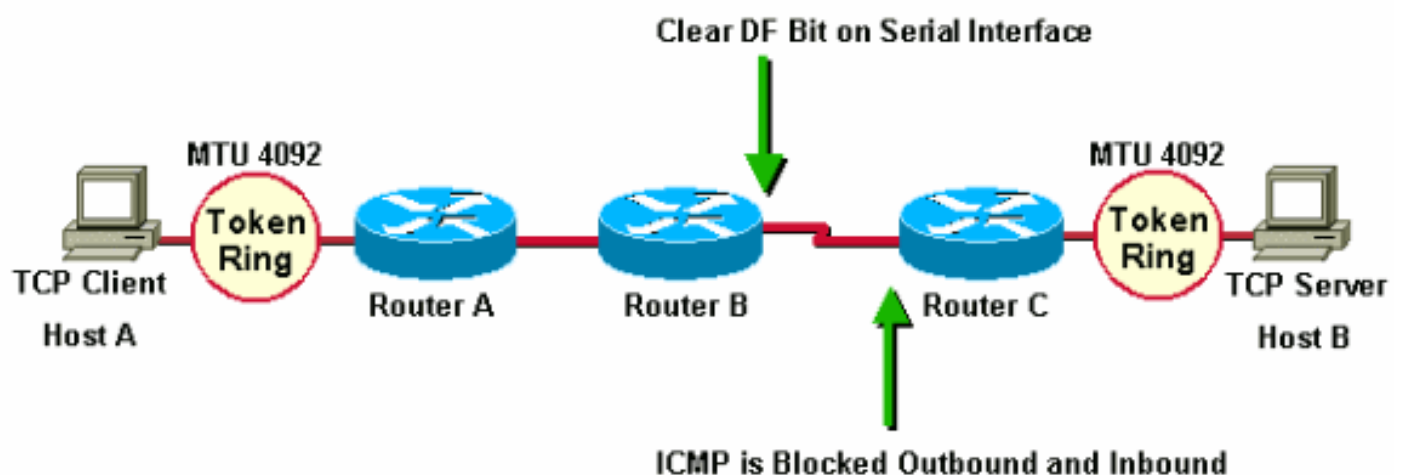 Clear DF Bit on Serial Interface
MTU 4092
MTU 4092
Token
Ring
Token
Ring
TCP Client
Host A
Router A
Router B
Router C
TCP Server
Host B
ICMP is Blocked Outbound and Inbound